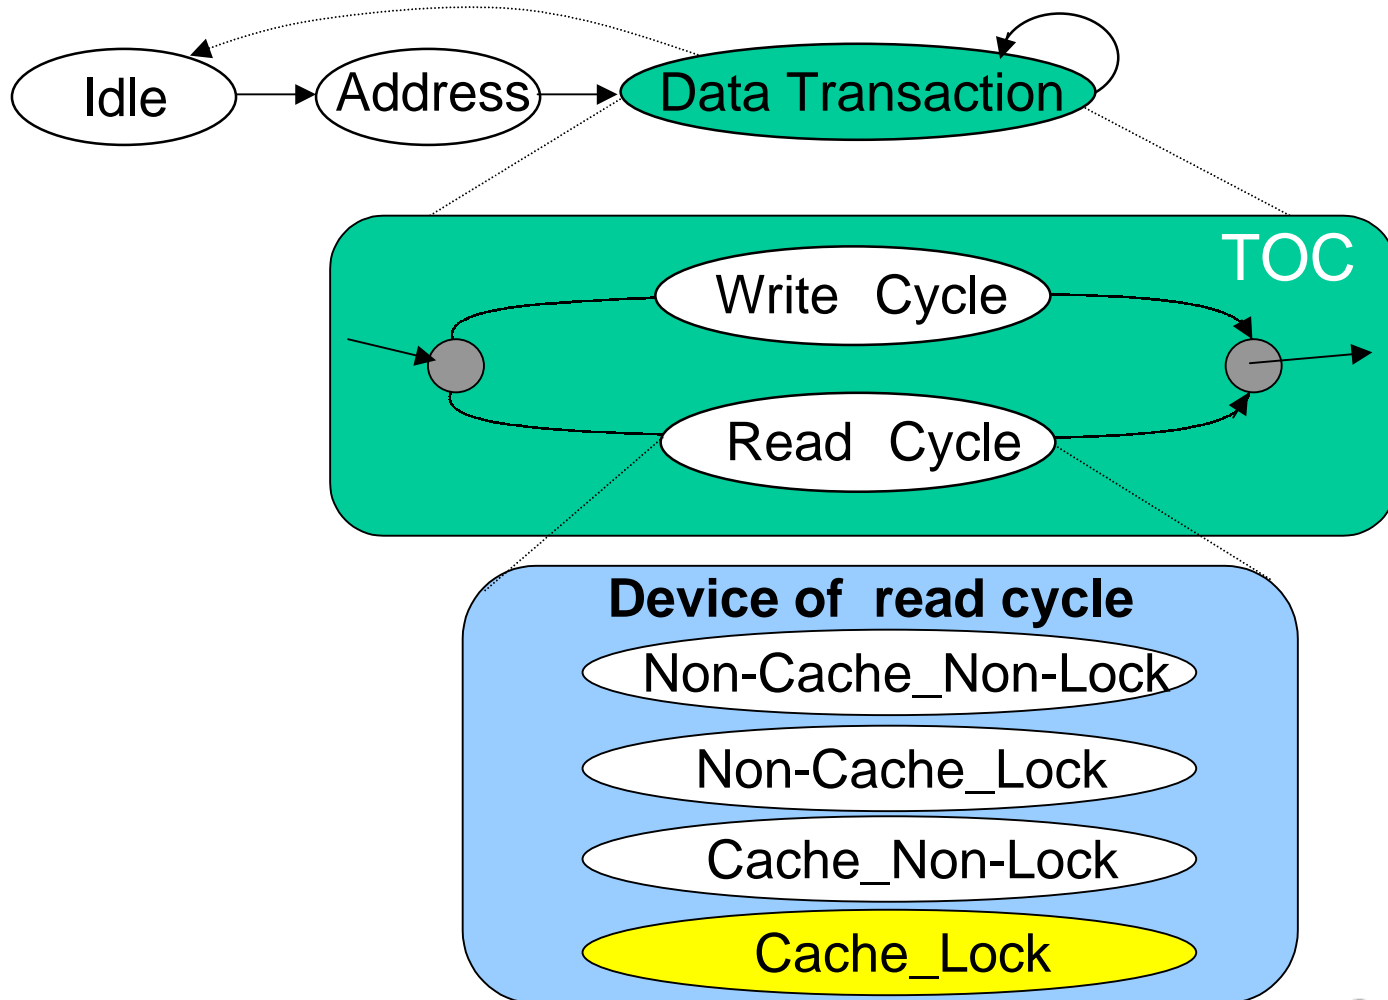 Idle
Address
Data Transaction
TOC
Write Cycle
Read Cycle
Device of read cycle
Non-Cache_Non-Lock
Non-Cache_Lock
Cache_Non-Lock
Cache_Lock